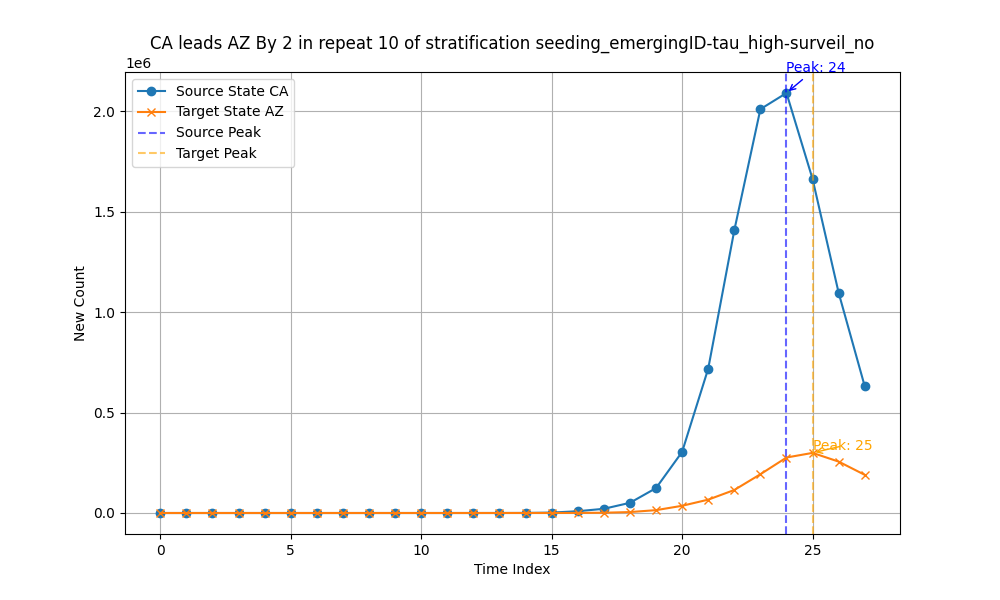 CA leads AZ By 2 in repeat 10 of stratification seeding_emergingID-tau_high-surveil_no
1e6
Peak: 24
Source State CA
Target State AZ
Source Peak
Target Peak
2.0
1.5
1.0
0.5
0.0
Peak: 25
New Count
0
5
10
15
20
25
Time Index